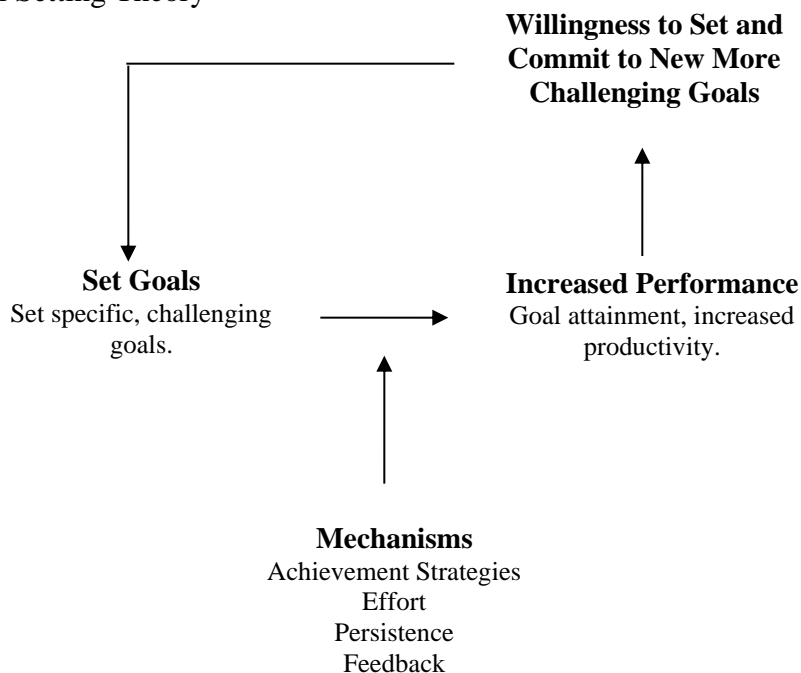 Setting Theory
Willingness to Set and
Commit to New More
Challenging Goals
Set Goals
Set specific, challenging
goals.
Increased Performance
Goal attainment, increased
productivity.
Mechanisms
Achievement Strategies
Effort
Persistence
Feedback